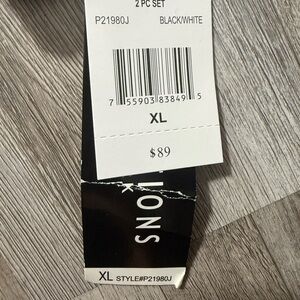 2 PC SET
P21980J BLACK/WHITE
7 55903 83849 5
XL
$89
XL STYLE#P21980J